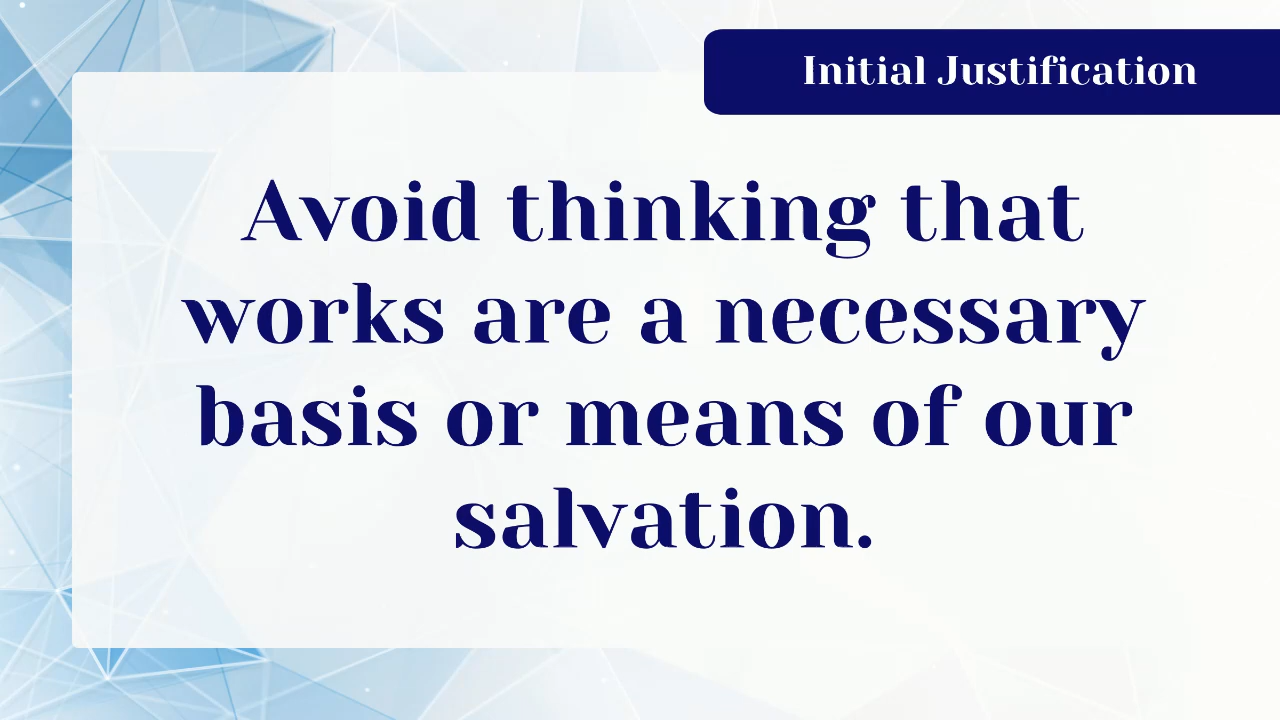 Initial Justification
Avoid thinking that
works are a necessary
basis or means of our
salvation.